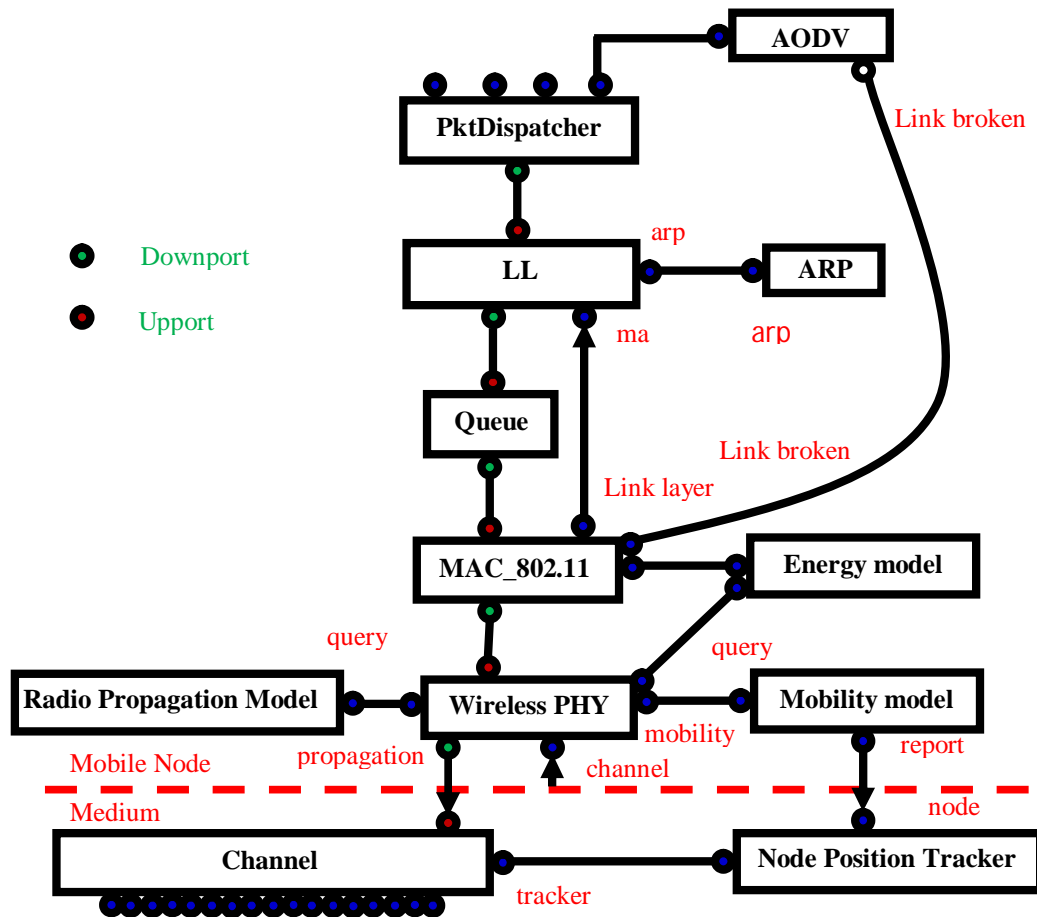 AODV
PktDispatcher
Link broken
arp
Downport
LL
ARP
Upport
ma
arp
Queue
Link broken
Link layer
MAC_802.11
Energy model
query
query
Radio Propagation Model
Wireless PHY
Mobility model
mobility
propagation
report
Mobile Node
channel
Medium
node
Channel
Node Position Tracker
tracker